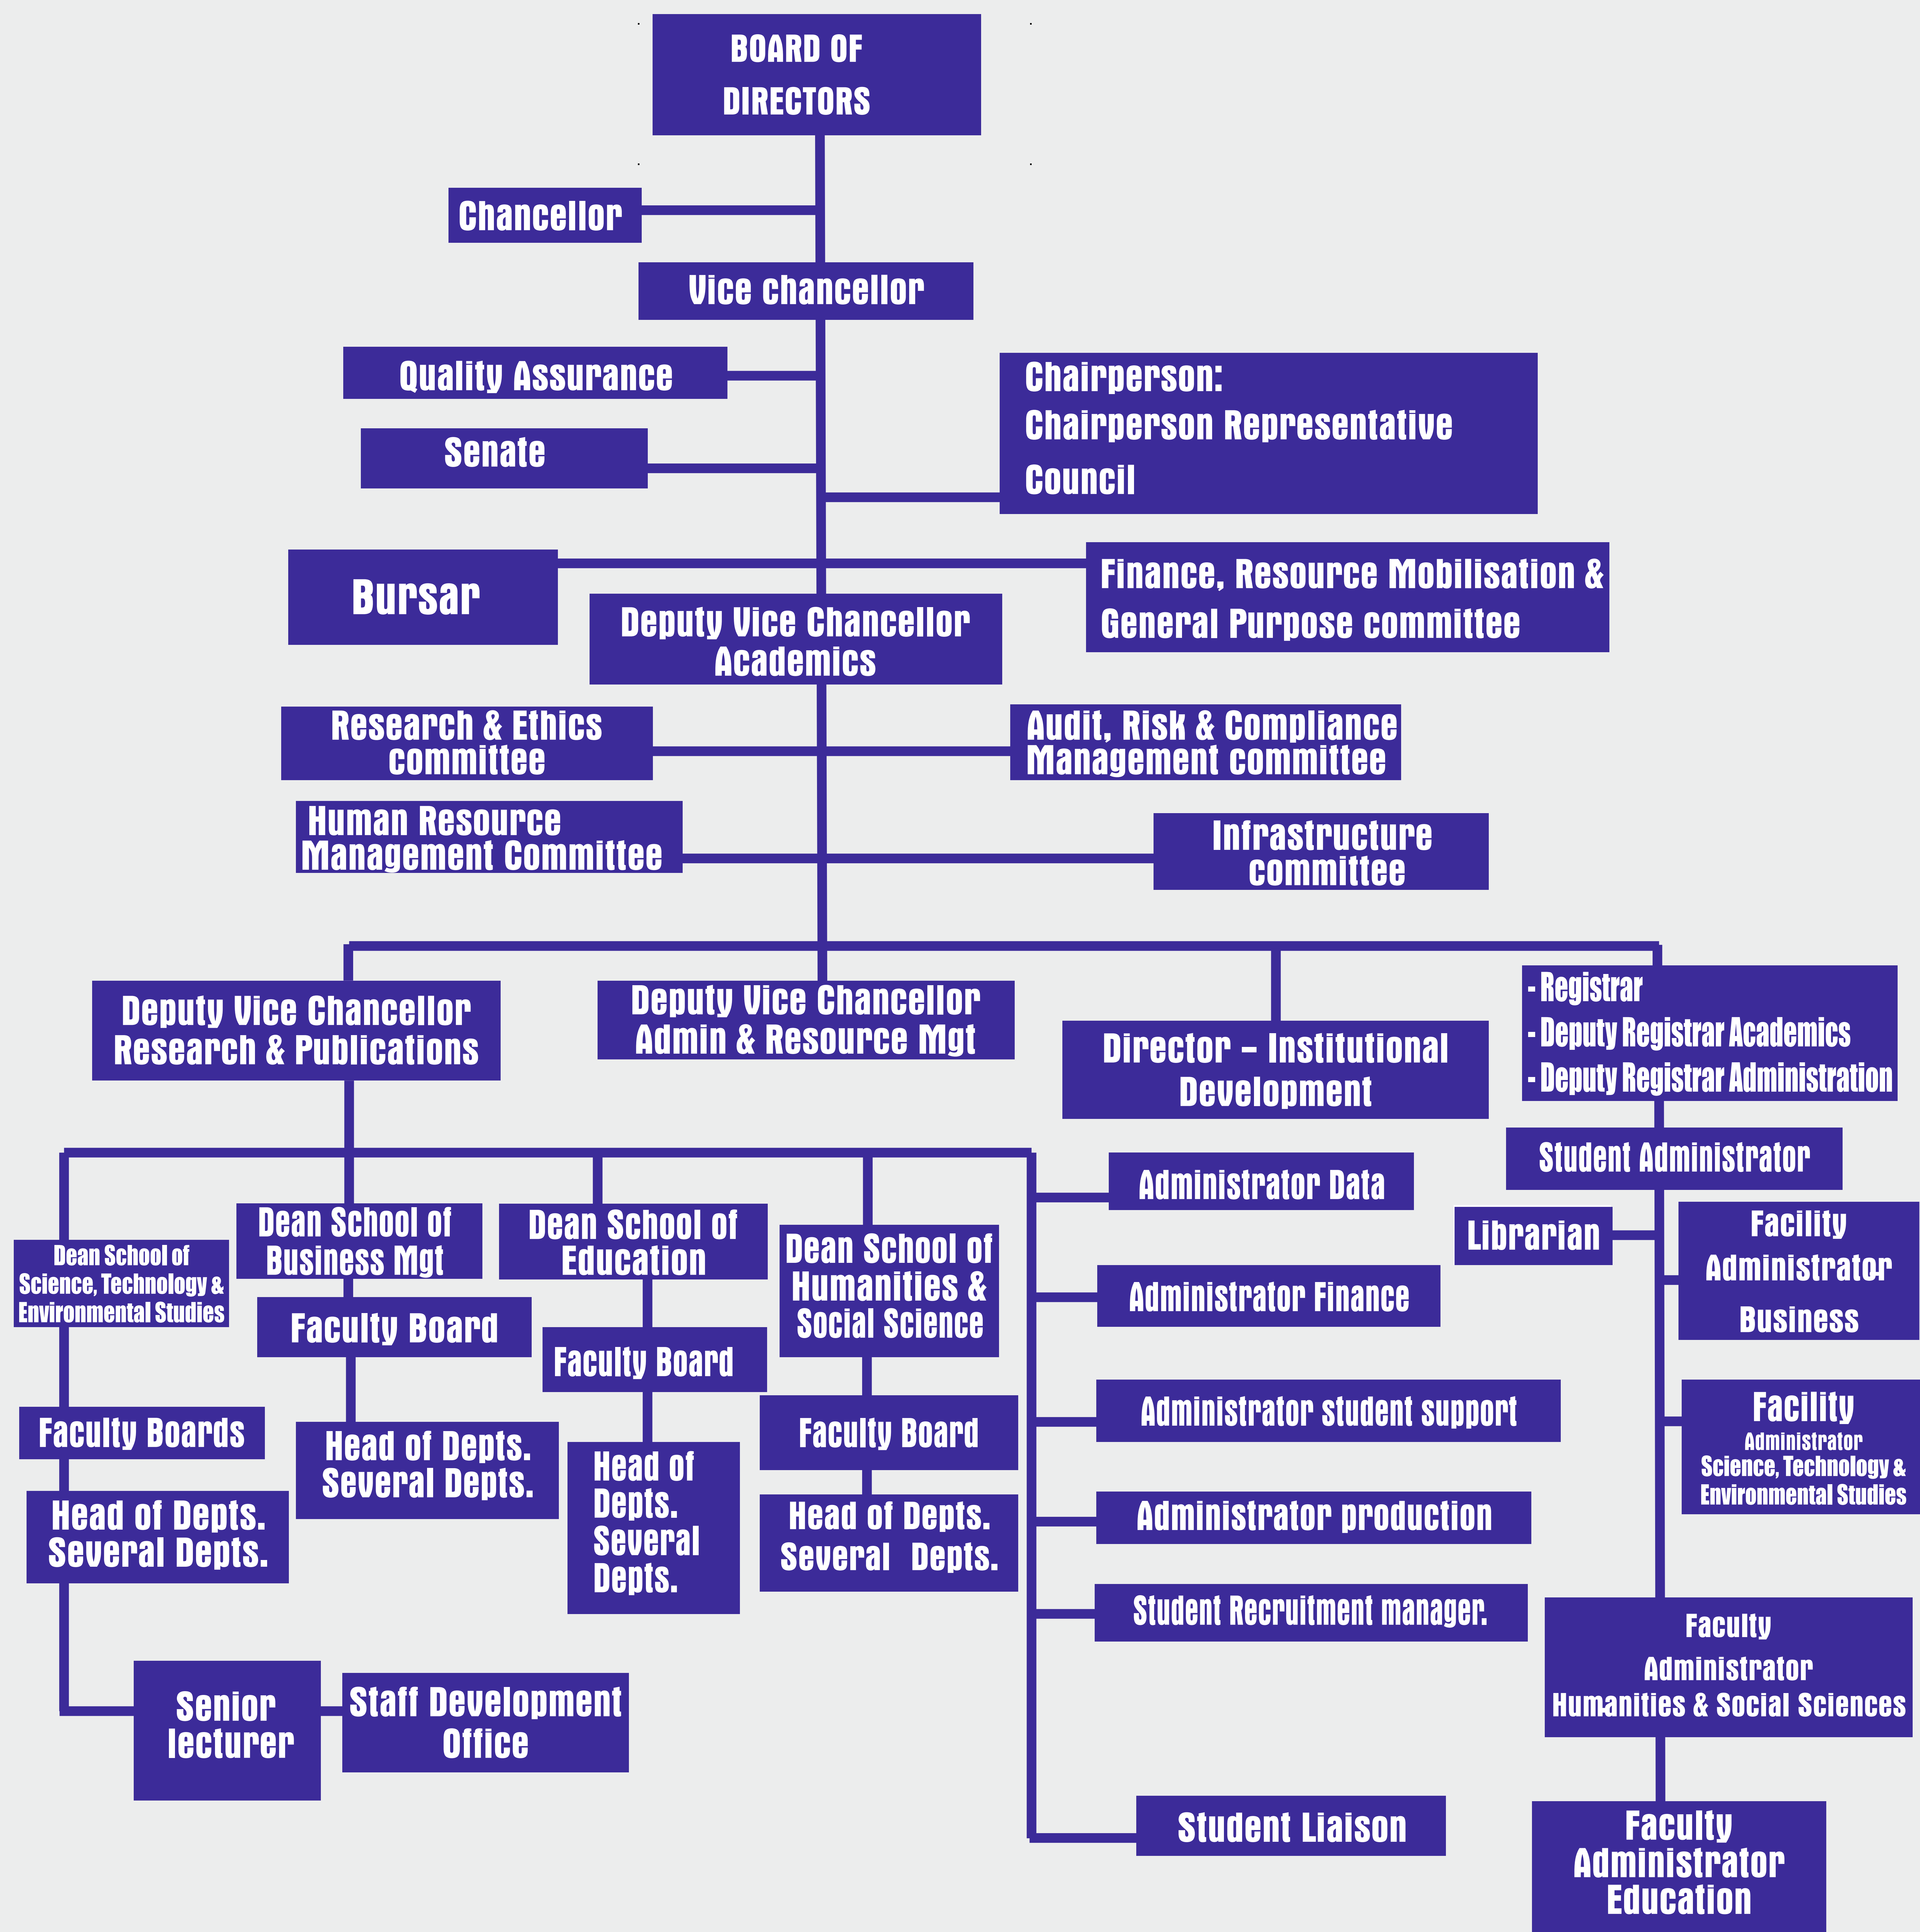 BOARD OF
DIRECTORS
Chancellor
Vice chancellor
Quality Assurance
Chairperson:
Chairperson Representative
Council
Senate
Bursar
Finance, Resource Mobilisation &
General Purpose committee
Deputy Vice Chancellor
Academics
Research & Ethics
committee
Audit, Risk & Compliance
Management committee
Human Resource
Management Committee
Infrastructure
committee
Deputy Vice Chancellor
Research & Publications
Deputy Vice Chancellor
Admin & Resource Mgt
Director – Institutional
Development
- Registrar
- Deputy Registrar Academics
- Deputy Registrar Administration
Student Administrator
Dean School of
Science, Technology &
Environmental Studies
Dean School of
Business Mgt
Dean School of
Education
Dean School of
Humanities &
Social Science
Administrator Data
Librarian
Facility
Administrator
Business
Administrator Finance
Faculty Board
Faculty Board
Faculty Boards
Faculty Board
Administrator student support
Facility
Administrator
Science, Technology &
Environmental Studies
Head of Depts.
Several Depts.
Head of Depts.
Several Depts.
Head of
Depts.
Several
Depts.
Head of Depts.
Several Depts.
Administrator production
Student Recruitment manager.
Faculty
Administrator
Humanities & Social Sciences
Senior
lecturer
Staff Development
Office
Student Liaison
Faculty
Administrator
Education